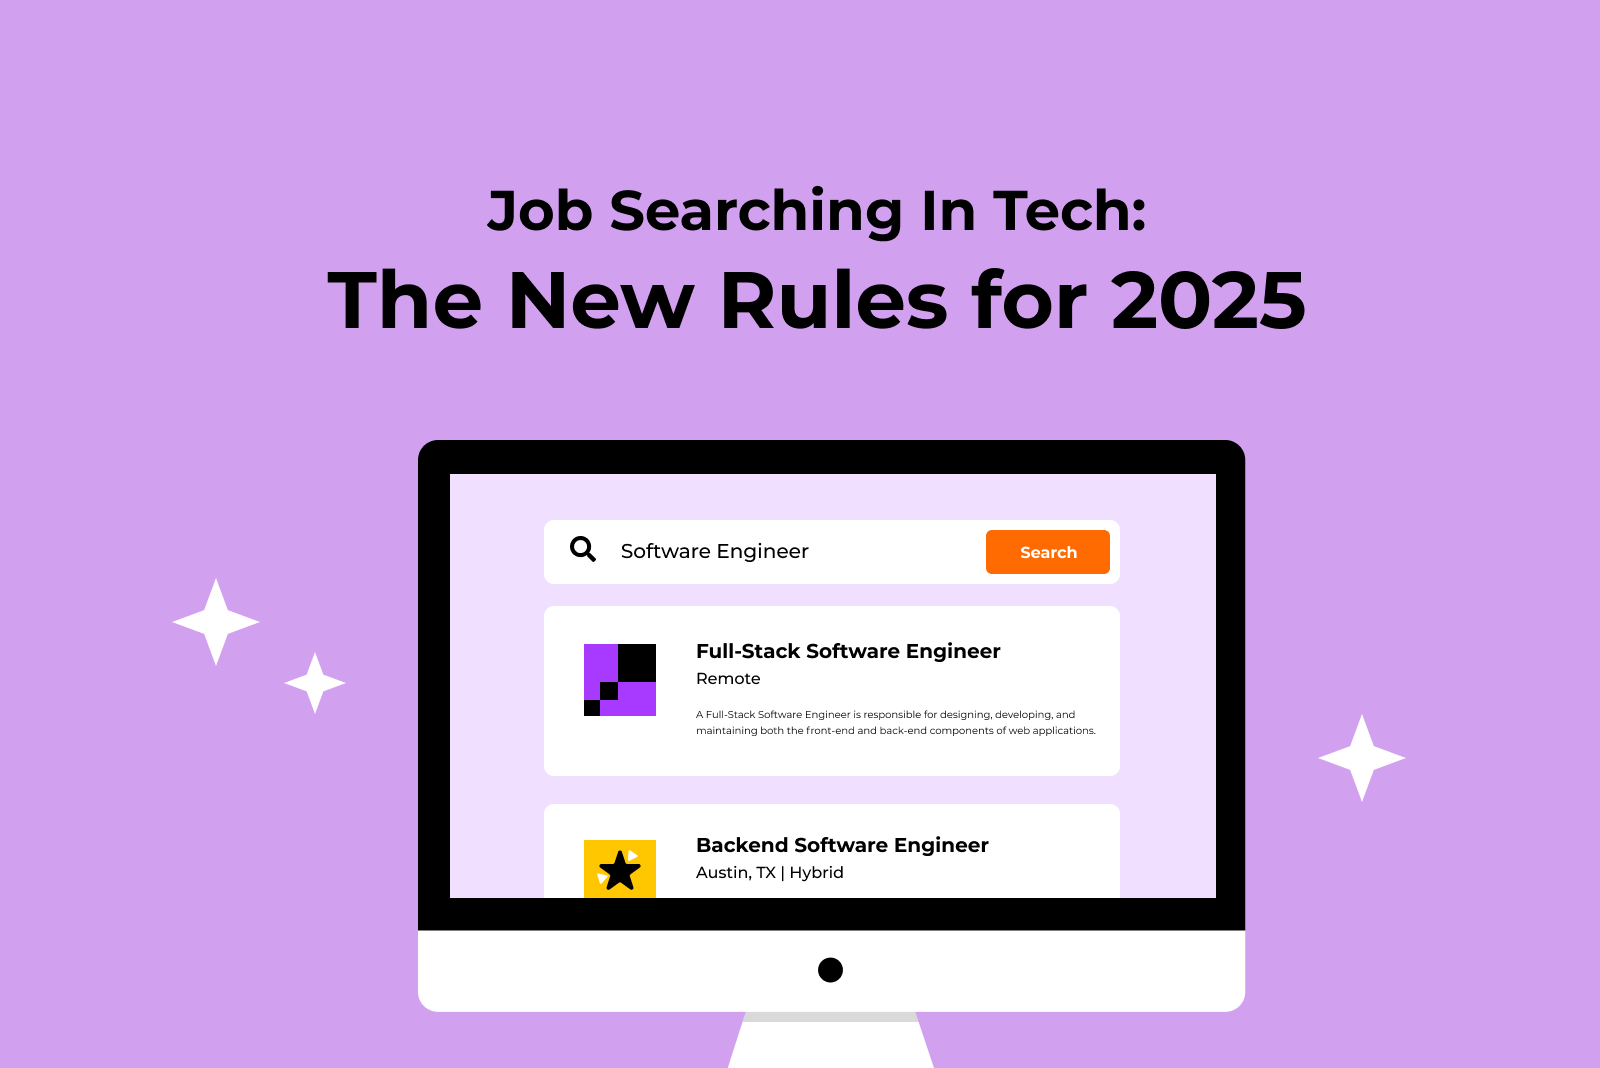 Job Searching In Tech:
The New Rules for 2025
Software Engineer
Search
Full-Stack Software Engineer
Remote
A Full-Stack Software Engineer is responsible for designing, developing, and
maintaining both the front-end and back-end components of web applications.
Backend Software Engineer
Austin, TX | Hybrid